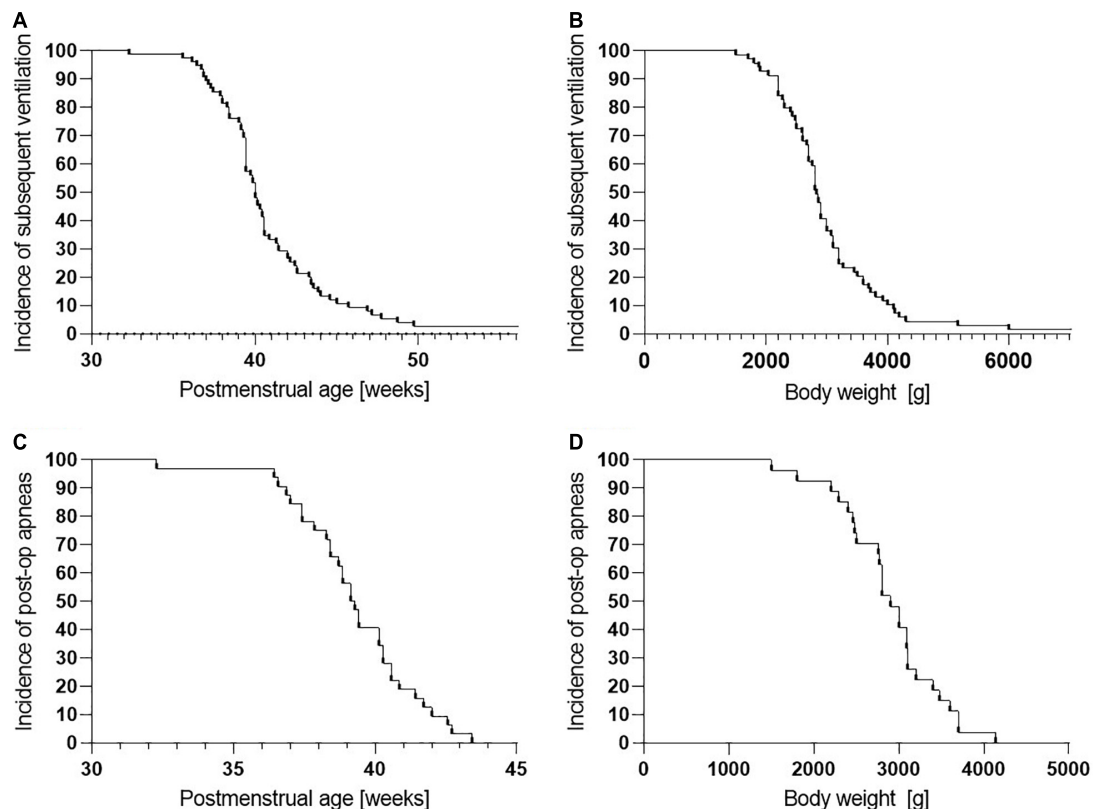 A
Incidence of subsequent ventilation
100
90
80
70
60
50
40
30
20
10
0
30 40 50
Postmenstrual age [weeks]
B
Incidence of subsequent ventilation
100
90
80
70
60
50
40
30
20
10
0
0 2000 4000 6000
Body weight [g]
C
Incidence of post-op apneas
100
90
80
70
60
50
40
30
20
10
0
30 35 40 45
Postmenstrual age [weeks]
D
Incidence of post-op apneas
100
90
80
70
60
50
40
30
20
10
0
0 1000 2000 3000 4000 5000
Body weight [g]